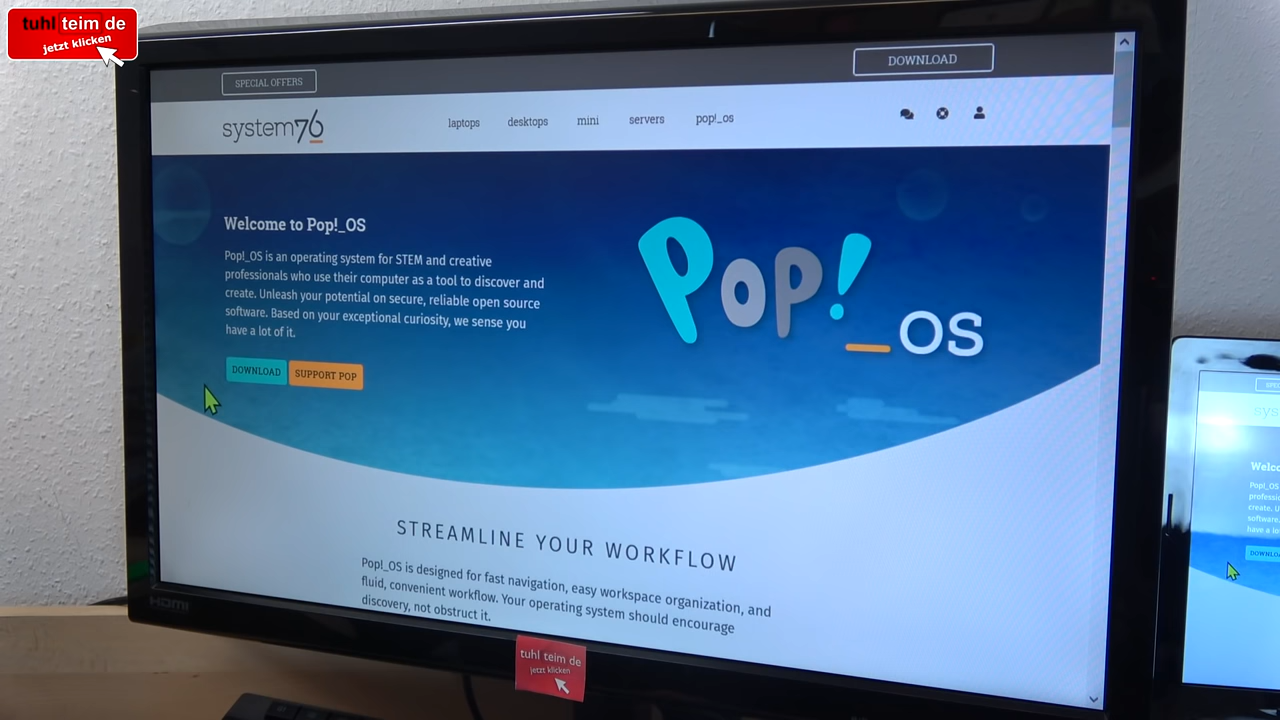 tuhl teim de
jetzt klicken
SPECIAL OFFERS
DOWNLOAD
system76
laptops
desktops
mini
servers
pop!_os
Welcome to Pop!_OS
Pop!_OS is an operating system for STEM and creative
professionals who use their computer as a tool to discover and
create. Unleash your potential on secure, reliable open source
software. Based on your exceptional curiosity, we sense you
have a lot of it.
DOWNLOAD
SUPPORT POP
Pop!_OS
STREAMLINE YOUR WORKFLOW
Pop!_OS is designed for fast navigation, easy workspace organization, and
fluid, convenient workflow. Your operating system should encourage
discovery, not obstruct it.
HDMI
tuhl teim de
jetzt klicken
SPEC
sys
Welco
Pop!_OS
professio
create. U
software.
have a lo
DOWNLO